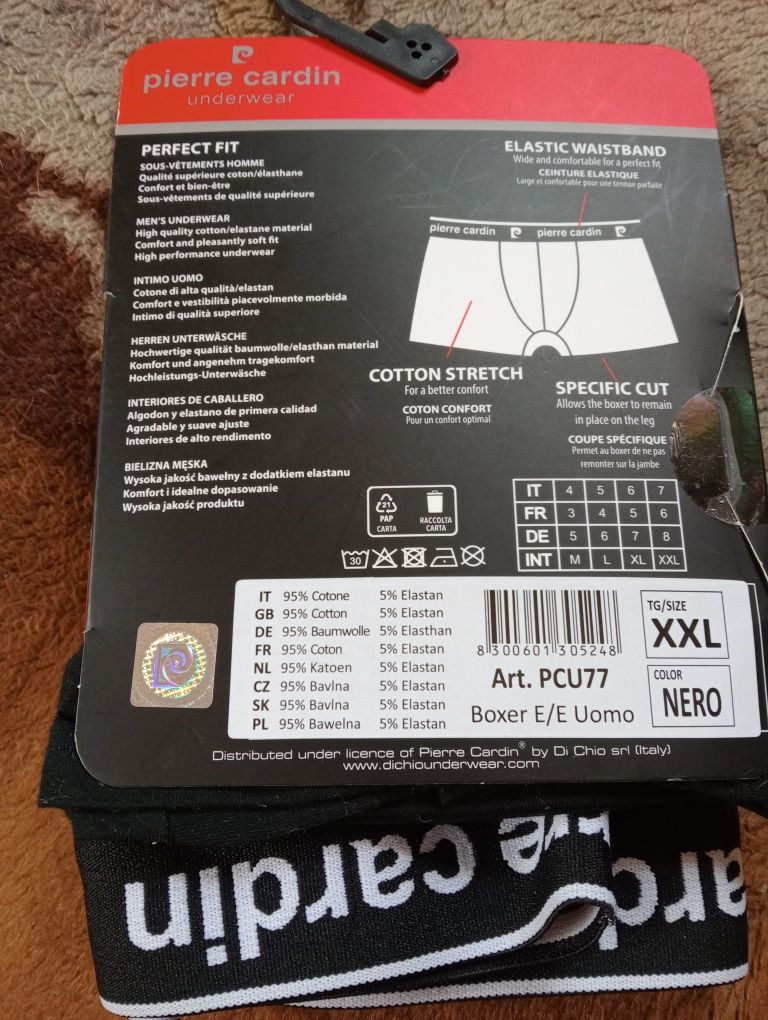 pierre cardin
underwear
PERFECT FIT
SOUS-VÊTEMENTS HOMME
Qualité supérieure coton/élasthane
Confort et bien-être
Sous-vêtements de qualité supérieure
MEN'S UNDERWEAR
High quality cotton/elastane material
Comfort and pleasantly soft fit
High performance underwear
INTIMO UOMO
Cotone di alta qualità/elastan
Comfort e vestibilità piacevolmente morbida
Intimo di qualità superiore
HERREN UNTERWÄSCHE
Hochwertige qualität baumwolle/elasthan material
Komfort und angenehm tragekomfort
Hochleistungs-Unterwäsche
INTERIORES DE CABALLERO
Algodon y elastano de primera calidad
Agradable y suave ajuste
Interiores de alto rendimento
BIELIZNA MĘSKA
Wysoka jakość bawełny z dodatkiem elastanu
Komfort i idealne dopasowanie
Wysoka jakość produktu
ELASTIC WAISTBAND
Wide and comfortable for a perfect fit
CEINTURE ELASTIQUE
Large et confortable pour une tennue parfaite
pierre cardin pierre cardin
COTTON STRETCH
For a better confort
COTON CONFORT
Pour un confort optimal
SPECIFIC CUT
Allows the boxer to remain
in place on the leg
COUPE SPÉCIFIQUE
Permet au boxer de ne pas
remonter sur la jambe
21
PAP
CARTA
RACCOLTA
CARTA
30
IT 4 5 6 7
FR 3 4 5 6
DE 5 6 7 8
INT M L XL XXL
IT 95% Cotone 5% Elastan
GB 95% Cotton 5% Elastan
DE 95% Baumwolle 5% Elasthan
FR 95% Coton 5% Elastan
NL 95% Katoen 5% Elastan
CZ 95% Bavlna 5% Elastan
SK 95% Bavlna 5% Elastan
PL 95% Bawelna 5% Elastan
8 300601 305248
Art. PCU77
Boxer E/E Uomo
TG/SIZE
XXL
COLOR
NERO
Distributed under licence of Pierre Cardin® by Di Chio srl (Italy)
www.dichiounderwear.com
re cardin
card